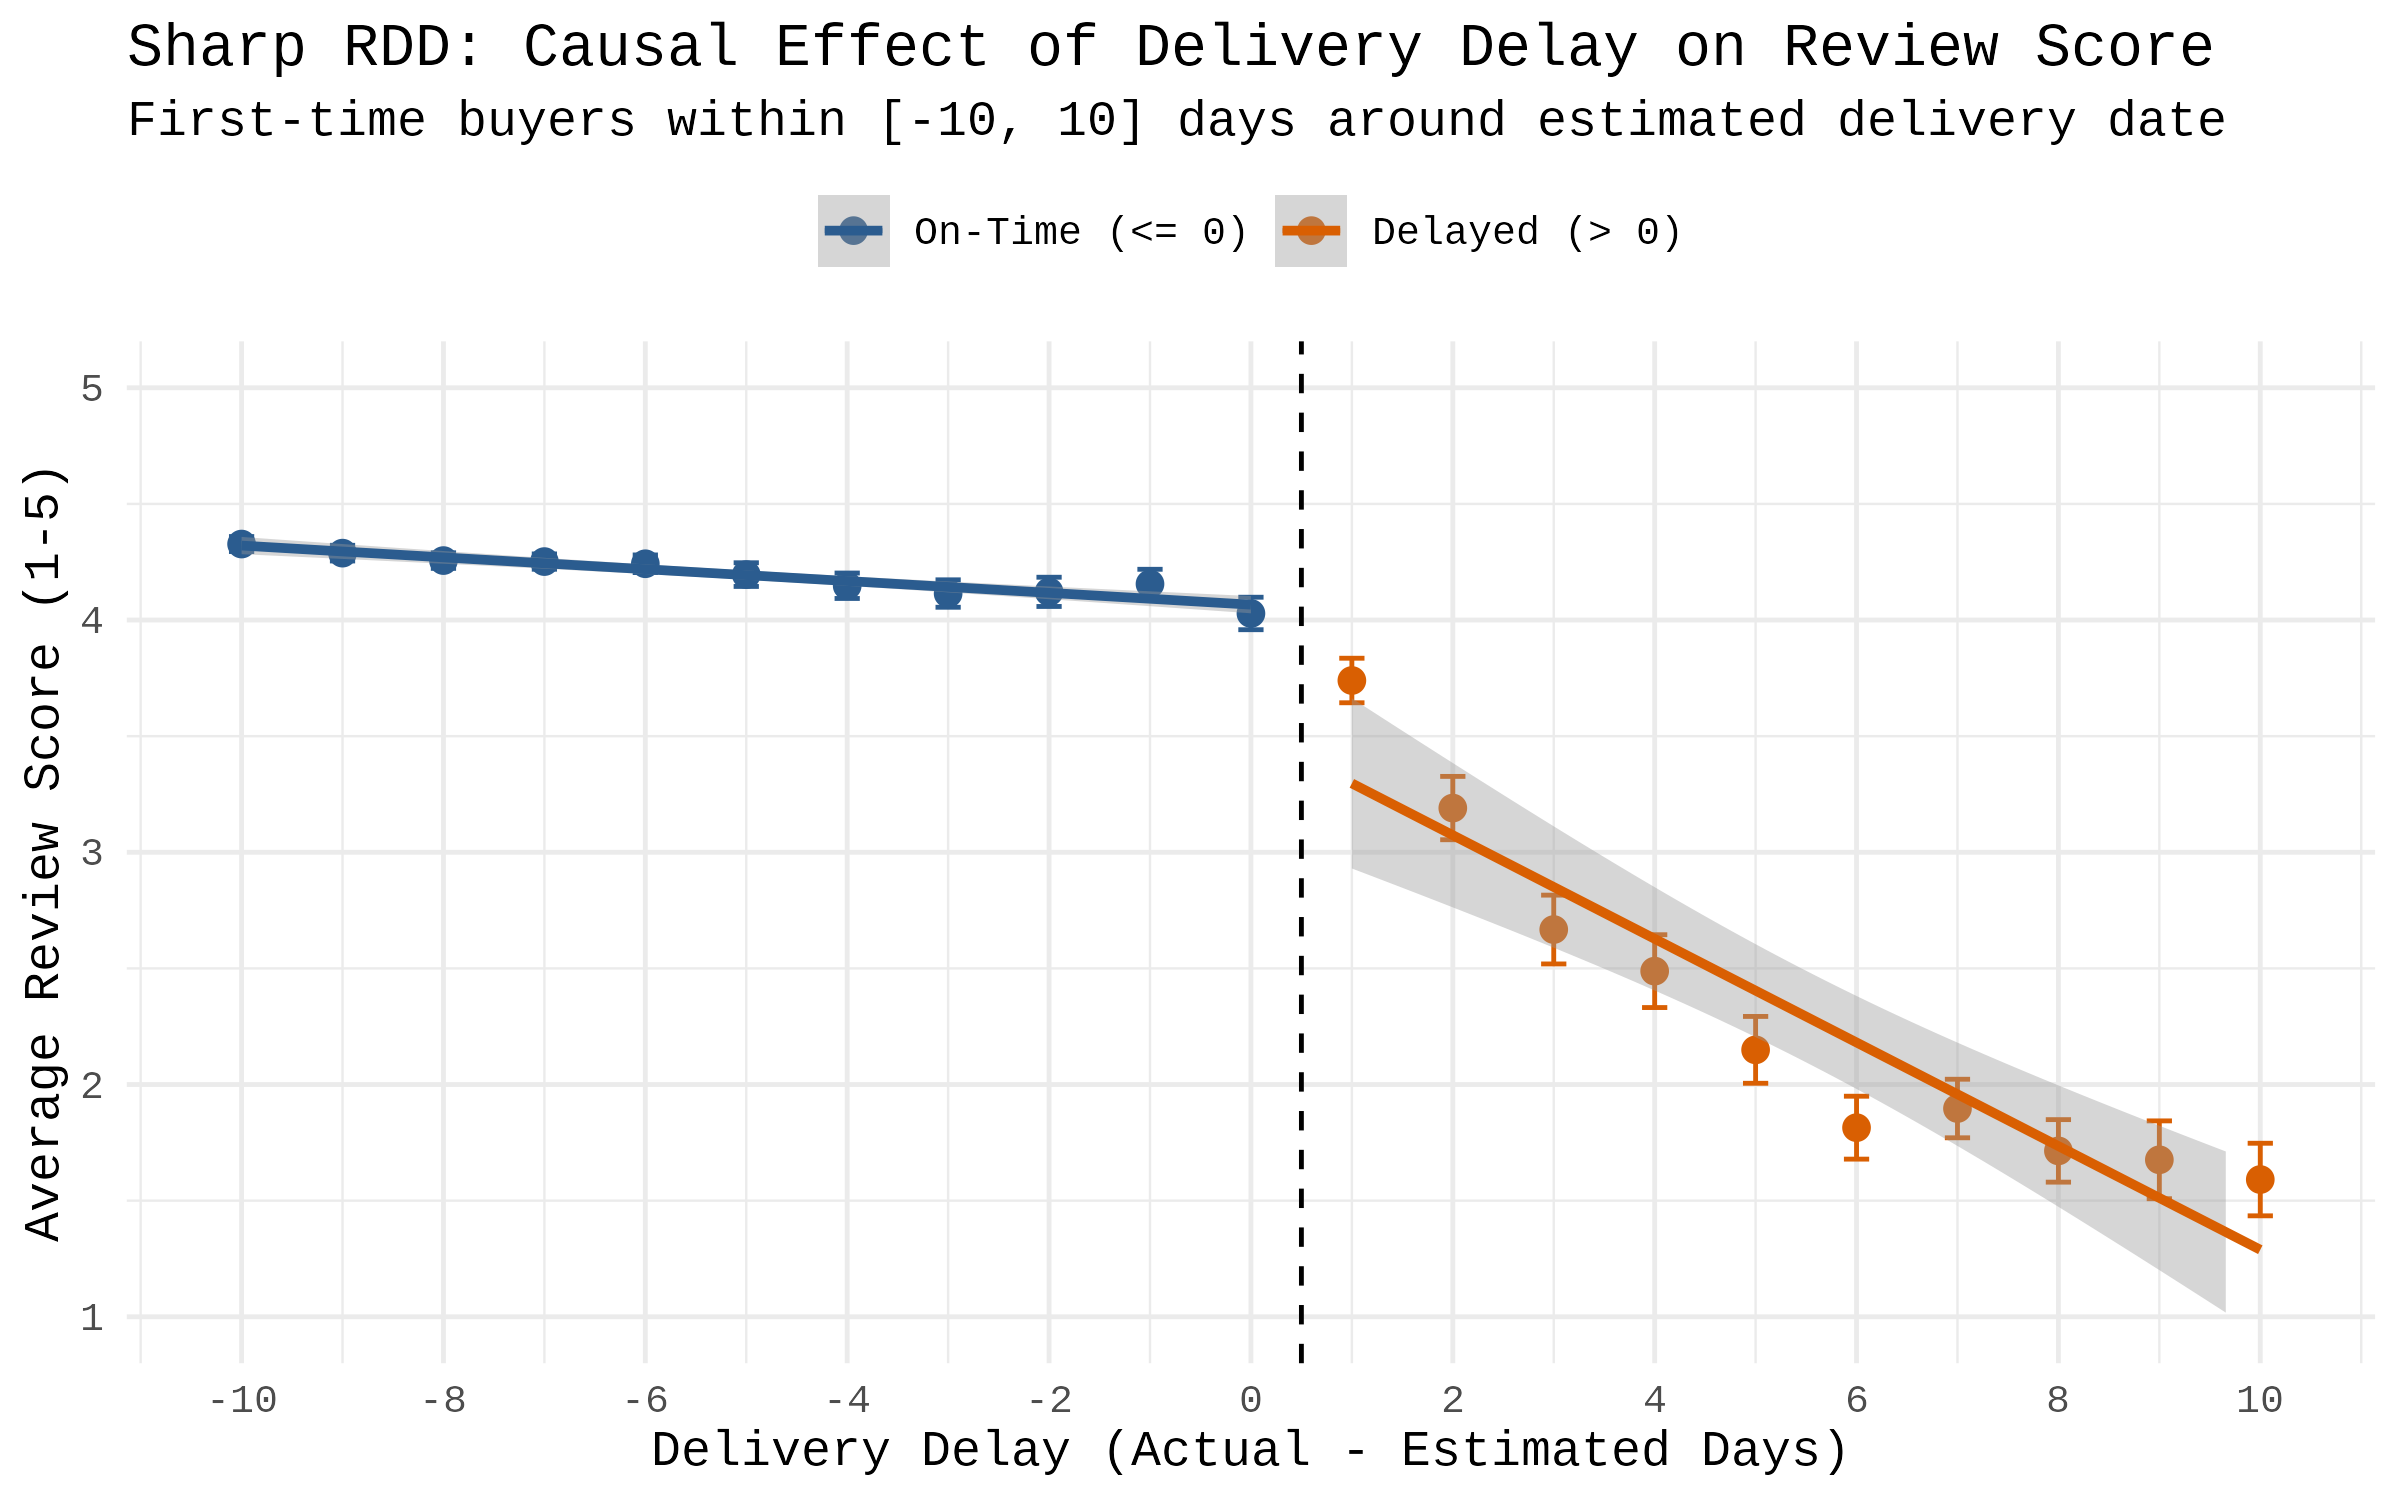 Sharp RDD: Causal Effect of Delivery Delay on Review Score
First-time buyers within [-10, 10] days around estimated delivery date
On-Time (<= 0)
Delayed (> 0)
Average Review Score (1-5)
5
4
3
2
1
-10
-8
-6
-4
-2
0
2
4
6
8
10
Delivery Delay (Actual - Estimated Days)